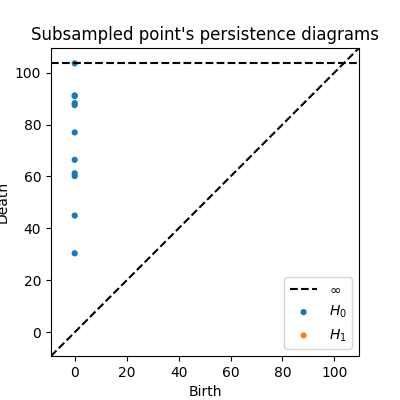 Subsampled point's persistence diagrams
100
80
60
40
20
0
Death
0 20 40 60 80 100
Birth
∞
H₀
H₁